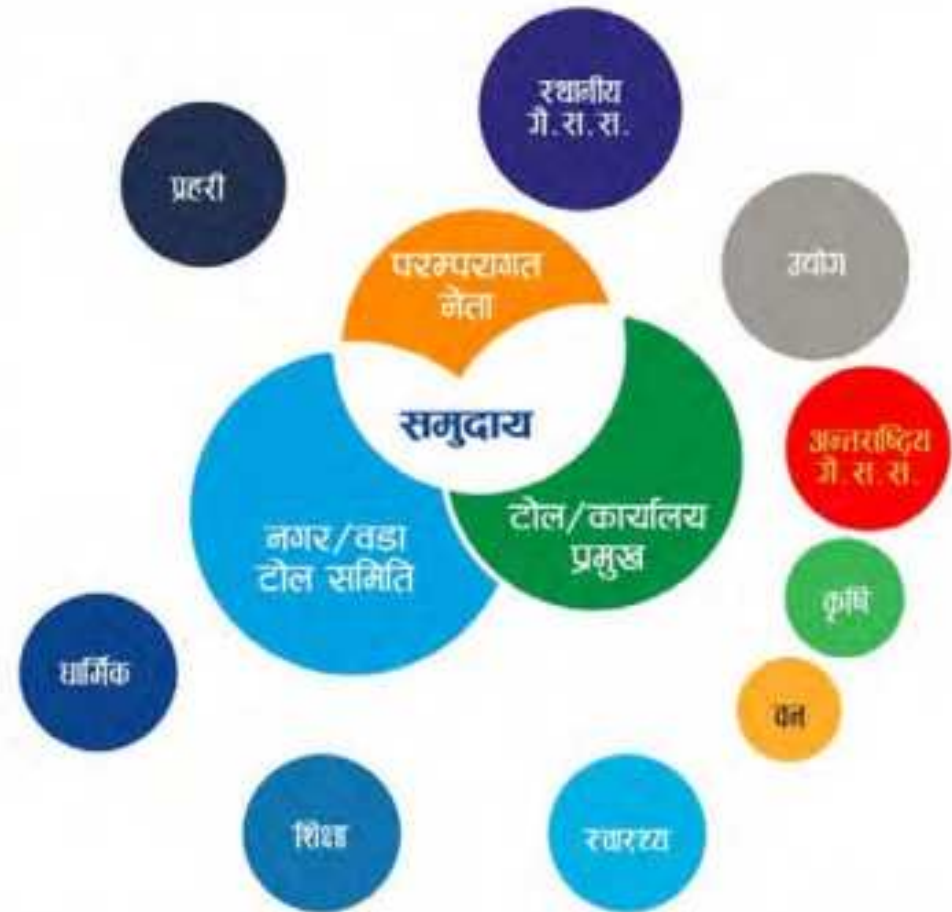 स्थानीय
गै.स.स.
प्रहरी
उद्योग
परम्परागत
नेता
समुदाय
अन्तराष्ट्रिय
गै.स.स.
नगर/वडा
टोल समिति
टोल/कार्यालय
प्रमुख
कृषि
धार्मिक
वन
शिक्षा
स्वास्थ्य